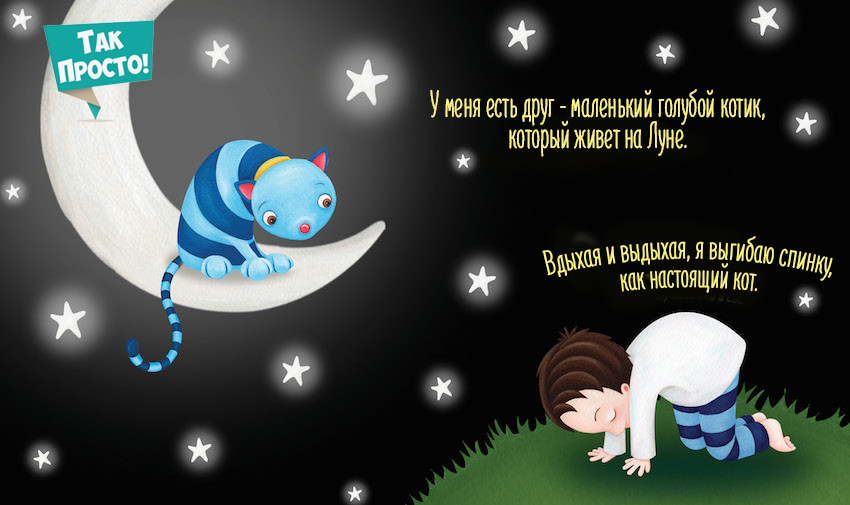 Так
Просто!
У меня есть друг - маленький голубой котик,
который живет на Луне.
Вдыхая и выдыхая, я выгибаю спинку,
как настоящий кот.